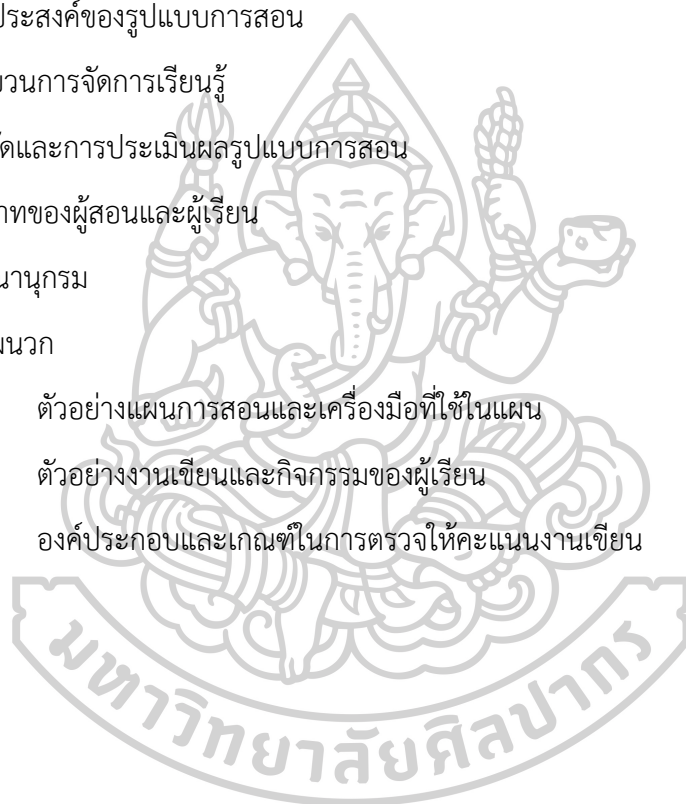 ประสงค์ของรูปแบบการสอน
วนการจัดการเรียนรู้
ดและการประเมินผลรูปแบบการสอน
าทของผู้สอนและผู้เรียน
นานุกรม
ผนวก
ตัวอย่างแผนการสอนและเครื่องมือที่ใช้ในแผน
ตัวอย่างงานเขียนและกิจกรรมของผู้เรียน
องค์ประกอบและเกณฑ์ในการตรวจให้คะแนนงานเขียน
มหาวิทยาลัยศิลปากร